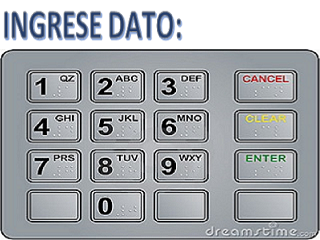 INGRESE DATO:
1 QZ 2 ABC 3 DEF CANCEL
4 GHI 5 JKL 6 MNO CLEAR
7 PRS 8 TUV 9 WXY ENTER
0
dreamstime.com